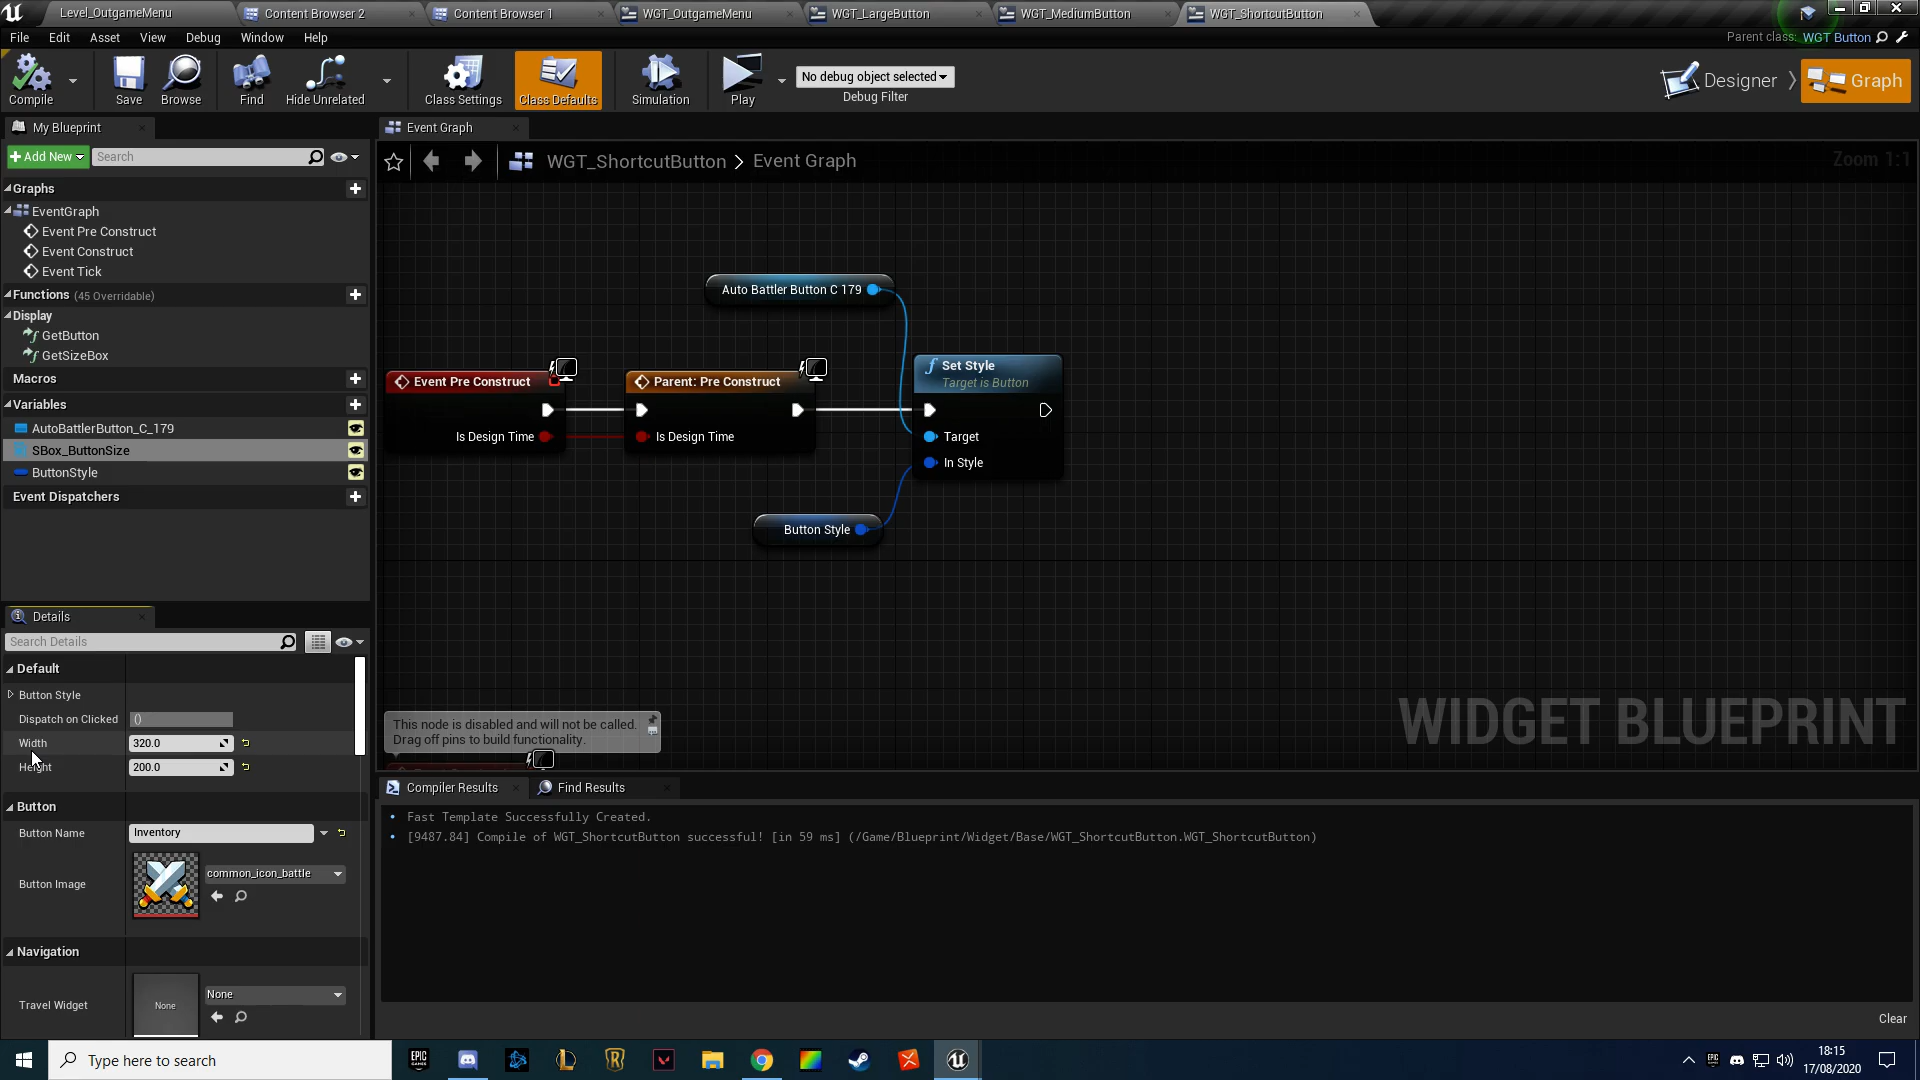 Level_OutgameMenu
Content Browser 2
Content Browser 1
WGT_OutgameMenu
WGT_LargeButton
WGT_MediumButton
WGT_ShortcutButton
File Edit Asset View Debug Window Help
Parent class: WGT Button
Compile
Save
Browse
Find
Hide Unrelated
Class Settings
Class Defaults
Simulation
Play
No debug object selected
Debug Filter
Designer
Graph
My Blueprint
Event Graph
Add New
Search
WGT_ShortcutButton > Event Graph
Zoom 1:1
Graphs
EventGraph
Event Pre Construct
Event Construct
Event Tick
Functions (45 Overridable)
Display
GetButton
GetSizeBox
Macros
Variables
AutoBattlerButton_C_179
SBox_ButtonSize
ButtonStyle
Event Dispatchers
Auto Battler Button C 179
Event Pre Construct
Is Design Time
Parent: Pre Construct
Is Design Time
f Set Style
Target is Button
Target
In Style
Button Style
This node is disabled and will not be called.
Drag off pins to build functionality.
WIDGET BLUEPRINT
Details
Search Details
Default
Button Style
Dispatch on Clicked ()
Width 320.0
Height 200.0
Button
Button Name Inventory
Button Image
common_icon_battle
Navigation
Travel Widget
None
None
Compiler Results
Find Results
Fast Template Successfully Created.
[9487.84] Compile of WGT_ShortcutButton successful! [in 59 ms] (/Game/Blueprint/Widget/Base/WGT_ShortcutButton.WGT_ShortcutButton)
Clear
Type here to search
EPIC
GAMES
18:15
17/08/2020